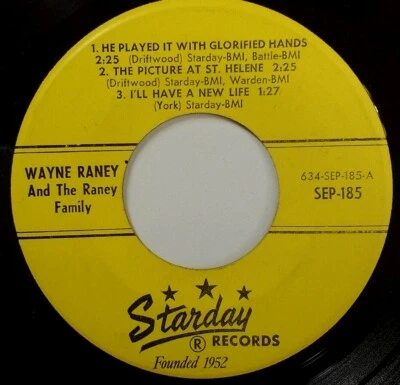 1. HE PLAYED IT WITH GLORIFIED HANDS
2:25 (Driftwood) Starday-BMI, Battle-BMI
2. THE PICTURE AT ST. HELENE 2:25
(Driftwood) Starday-BMI, Warden-BMI
3. I'LL HAVE A NEW LIFE 1:27
(York) Starday-BMI
WAYNE RANEY
And The Raney
Family
634-SEP-185-A
SEP-185
Starday
® RECORDS
Founded 1952